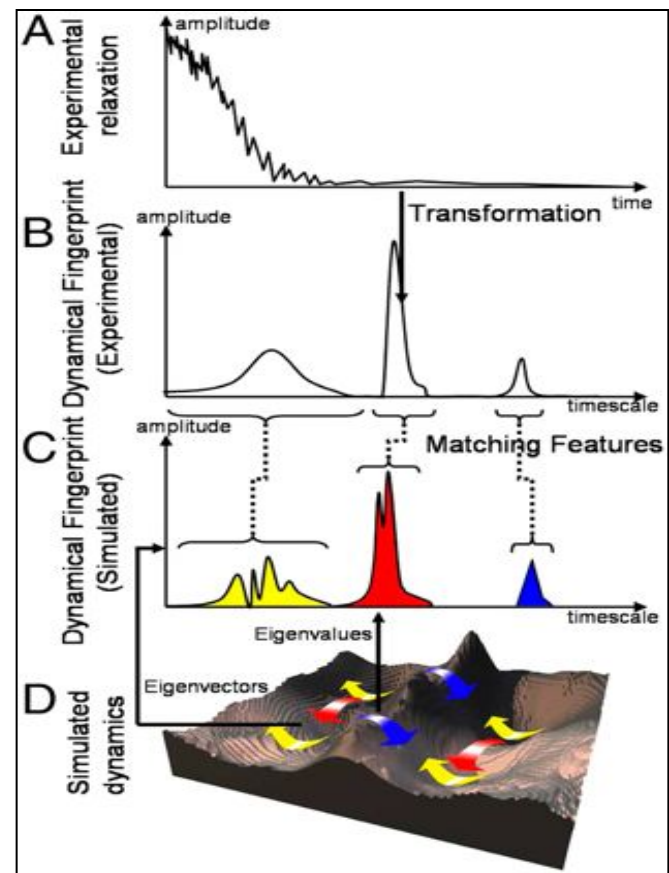 A
amplitude
Experimental
relaxation
time
Transformation
B
amplitude
Dynamical Fingerprint
(Experimental)
timescale
C
amplitude
Matching Features
Dynamical Fingerprint
(Simulated)
timescale
Eigenvalues
Eigenvectors
D
Simulated
dynamics